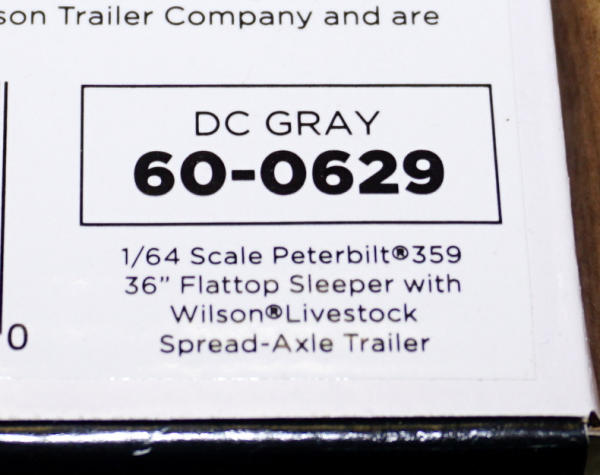 son Trailer Company and are
DC GRAY
60-0629
1/64 Scale Peterbilt®359
36” Flattop Sleeper with
Wilson®Livestock
Spread-Axle Trailer
0